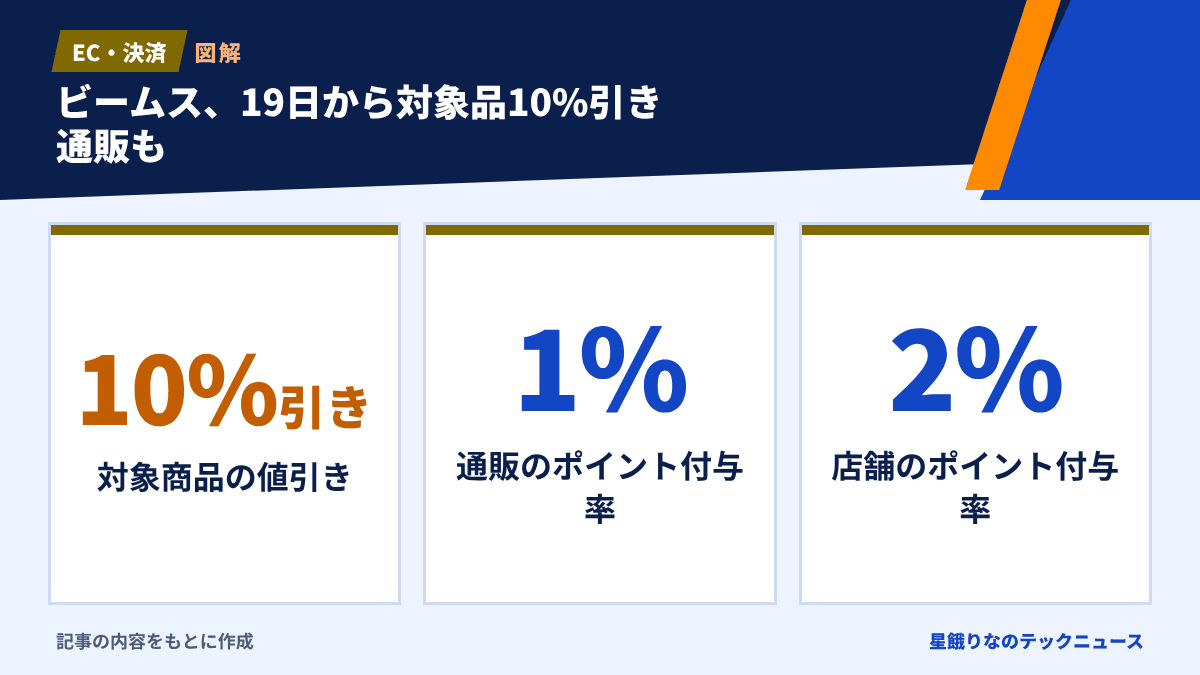 EC・決済 図解
ビームス、19日から対象品10%引き
通販も
10%引き
対象商品の値引き
1%
通販のポイント付与
率
2%
店舗のポイント付与
率
記事の内容をもとに作成
星餓りなのテックニュース